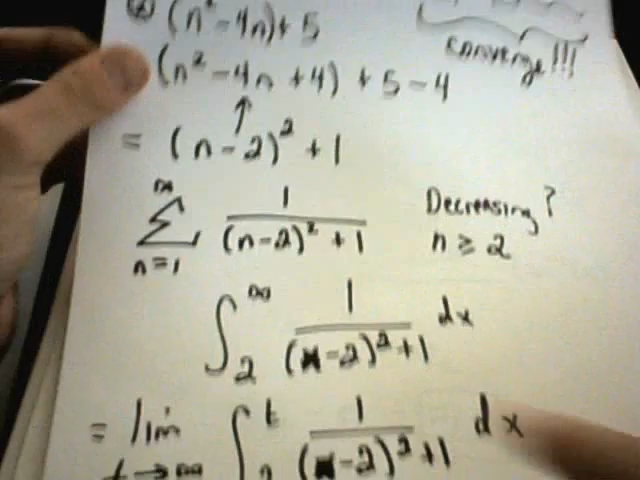 (n² - 4n) + 5
converge!!!
(n² - 4n + 4) + 5 - 4
= (n - 2)² + 1
∞
∑ 1/((n-2)² + 1)
n=1
Decreasing?
n ≥ 2
∫₂^∞ 1/((x-2)² + 1) dx
= lim t→∞ ∫₂^t 1/((x-2)² + 1) dx